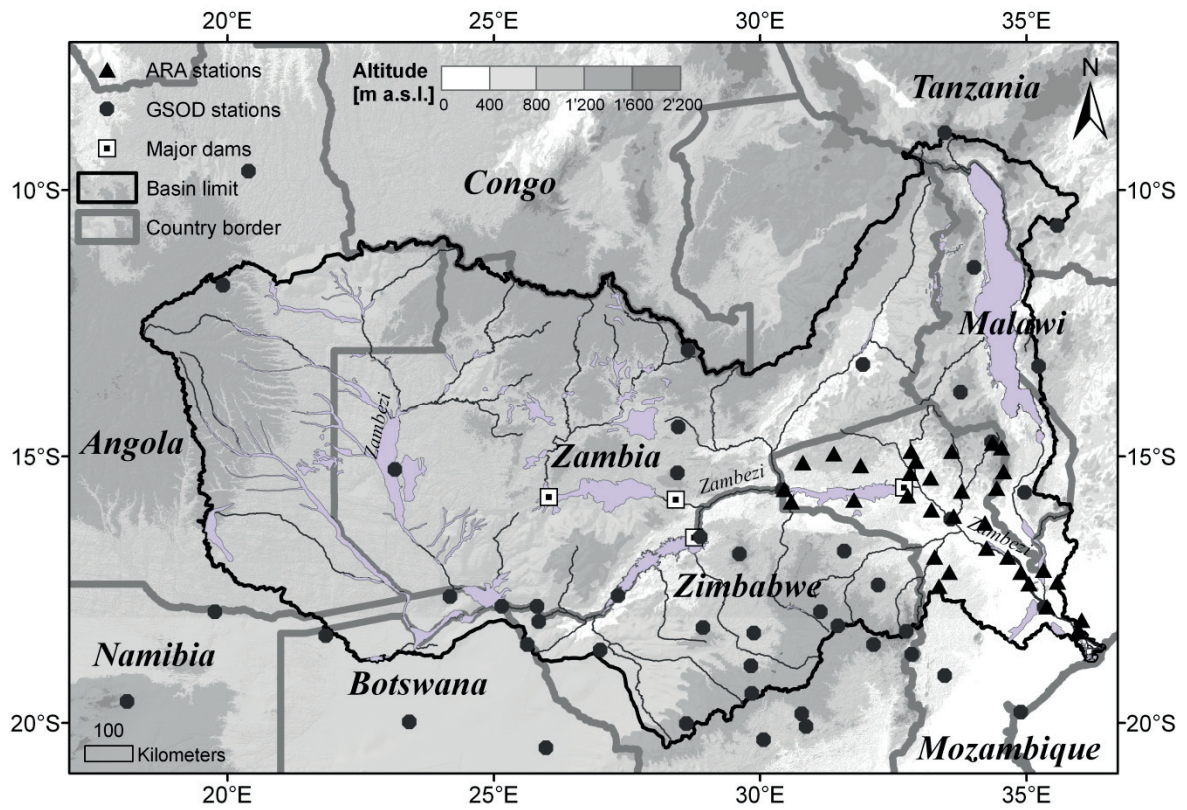 20°E 25°E 30°E 35°E
ARA stations
GSOD stations
Major dams
Basin limit
Country border
Altitude
[m a.s.l.]
0 400 800 1'200 1'600 2'200
N
Tanzania
10°S 10°S
Congo
Malawi
Angola
Zambezi
15°S 15°S
Zambia
Zambezi
Zambezi
Zimbabwe
Namibia
Botswana
20°S 20°S
100
Kilometers
Mozambique
20°E 25°E 30°E 35°E